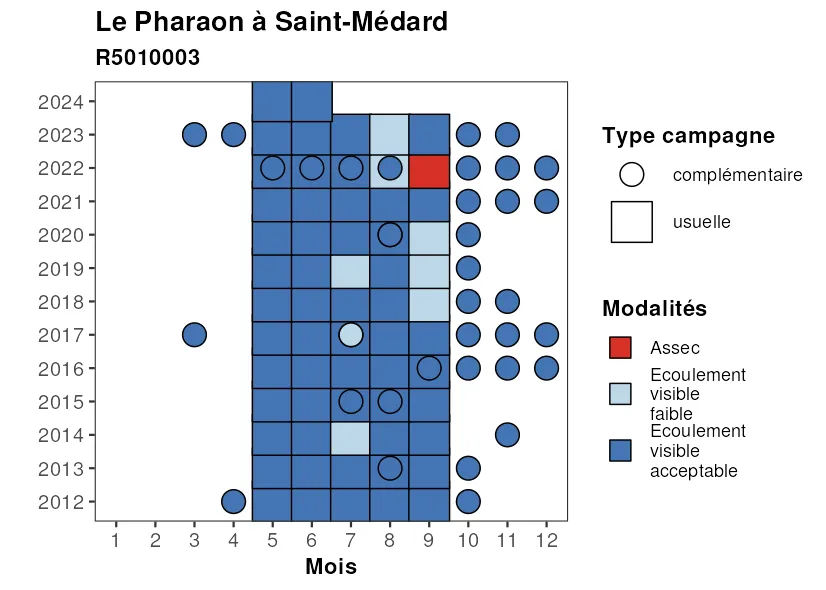 Le Pharaon à Saint-Médard
R5010003
2024
2023
2022
2021
2020
2019
2018
2017
2016
2015
2014
2013
2012
1 2 3 4 5 6 7 8 9 10 11 12
Mois
Type campagne
complémentaire
usuelle
Modalités
Assec
Ecoulement
visible
faible
Ecoulement
visible
acceptable